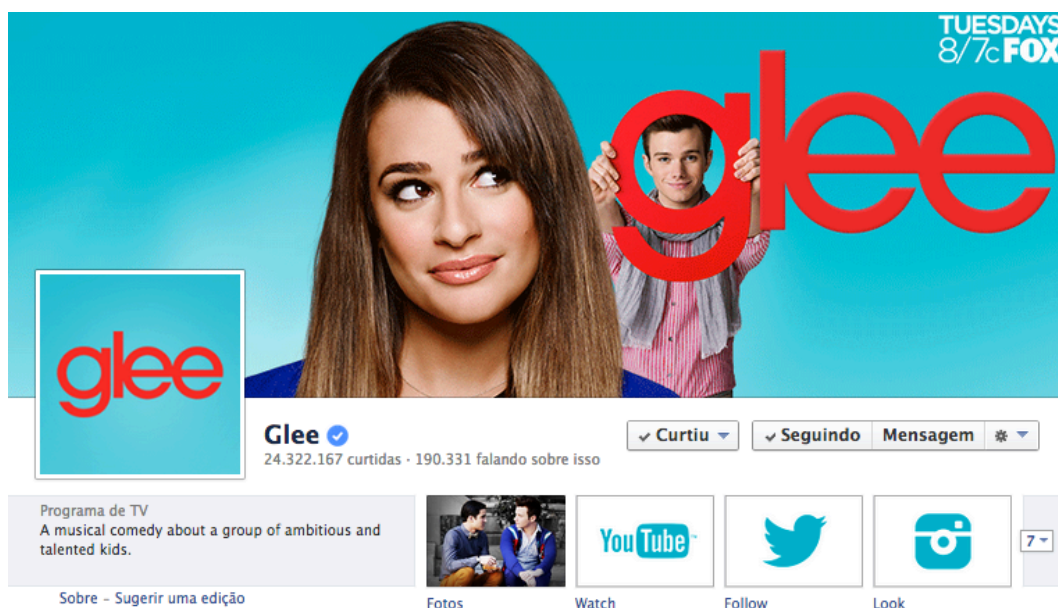 TUESDAYS
8/7c FOX
glee
glee
Glee
24.322.167 curtidas · 190.331 falando sobre isso
Curtiu
Seguindo
Mensagem
Programa de TV
A musical comedy about a group of ambitious and
talented kids.
Sobre – Sugerir uma edição
You Tube
7
Fotos
Watch
Follow
Look